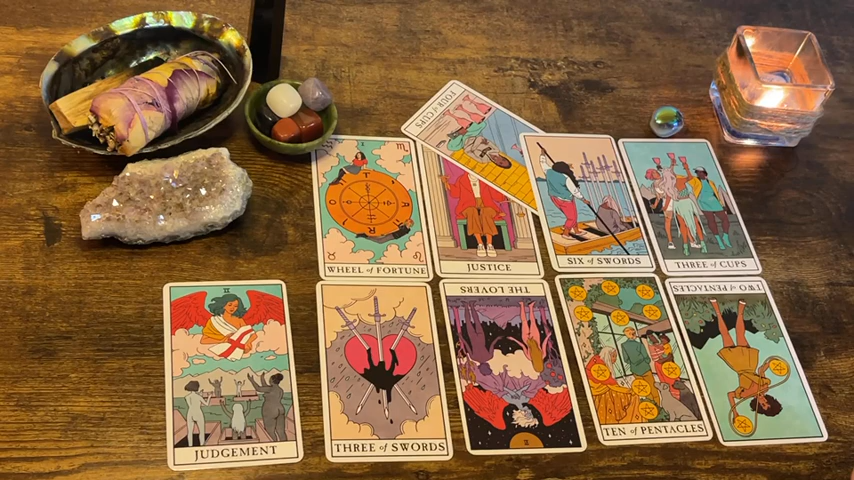 FOUR of CUPS
WHEEL of FORTUNE
JUSTICE
SIX of SWORDS
THREE of CUPS
II
JUDGEMENT
THREE of SWORDS
THE LOVERS
TEN of PENTACLES
TWO of PENTACLES